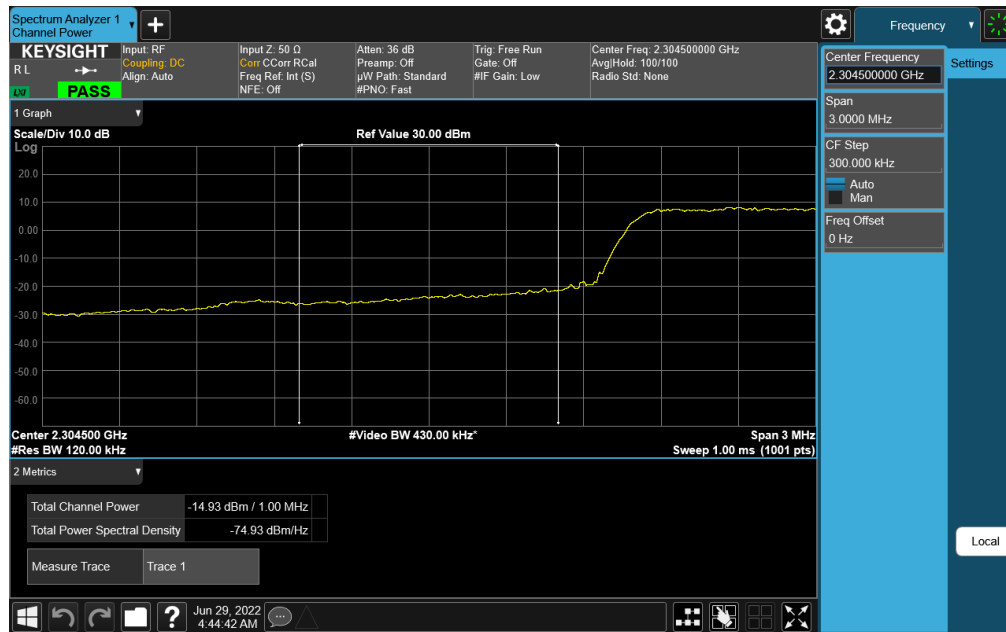 Spectrum Analyzer 1
Channel Power
Frequency
KEYSIGHT
R L
LXI
PASS
Input: RF
Coupling: DC
Align: Auto
Input Z: 50 Ω
Corr CCorr RCal
Freq Ref: Int (S)
NFE: Off
Atten: 36 dB
Preamp: Off
µW Path: Standard
#PNO: Fast
Trig: Free Run
Gate: Off
#IF Gain: Low
Center Freq: 2.304500000 GHz
Avg|Hold: 100/100
Radio Std: None
Center Frequency
2.304500000 GHz
Settings
Span
3.0000 MHz
CF Step
300.000 kHz
Auto
Man
Freq Offset
0 Hz
1 Graph
Scale/Div 10.0 dB
Ref Value 30.00 dBm
Log
20.0
10.0
0.00
-10.0
-20.0
-30.0
-40.0
-50.0
-60.0
Center 2.304500 GHz
#Video BW 430.00 kHz*
Span 3 MHz
#Res BW 120.00 kHz
Sweep 1.00 ms (1001 pts)
2 Metrics
Total Channel Power -14.93 dBm / 1.00 MHz
Total Power Spectral Density -74.93 dBm/Hz
Measure Trace Trace 1
Local
?
Jun 29, 2022
4:44:42 AM